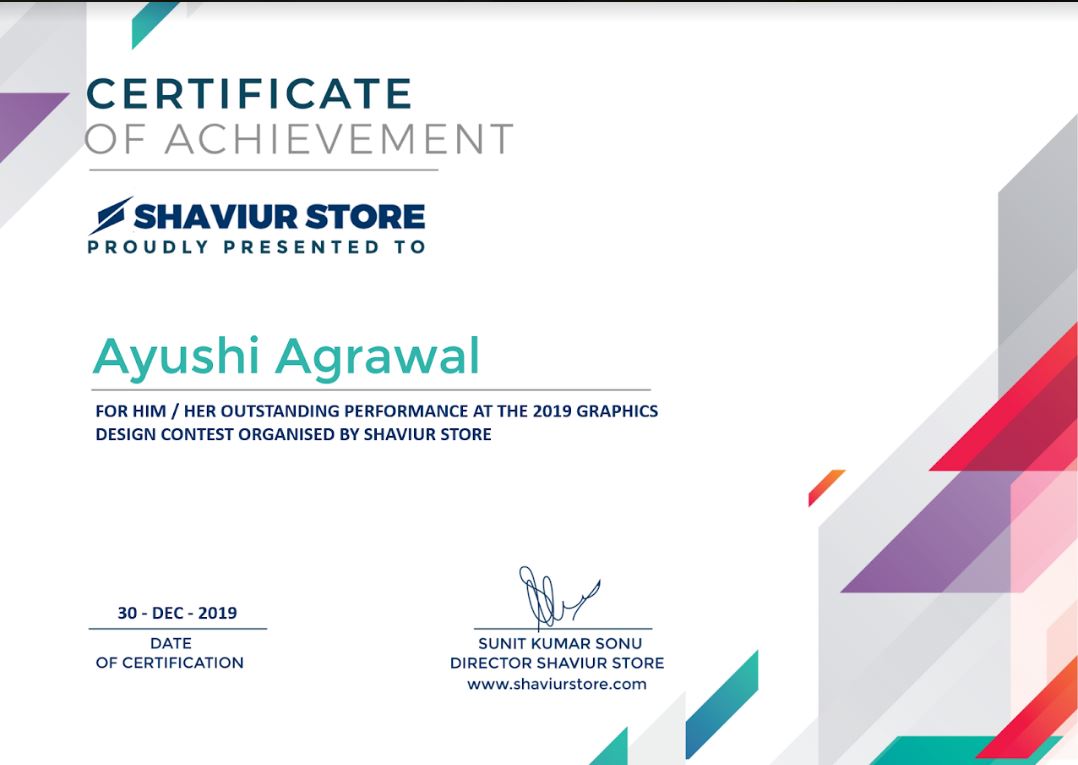 CERTIFICATE
OF ACHIEVEMENT
SHAVIUR STORE
PROUDLY PRESENTED TO
Ayushi Agrawal
FOR HIM / HER OUTSTANDING PERFORMANCE AT THE 2019 GRAPHICS
DESIGN CONTEST ORGANISED BY SHAVIUR STORE
30 - DEC - 2019
DATE
OF CERTIFICATION
SUNIT KUMAR SONU
DIRECTOR SHAVIUR STORE
www.shaviurstore.com